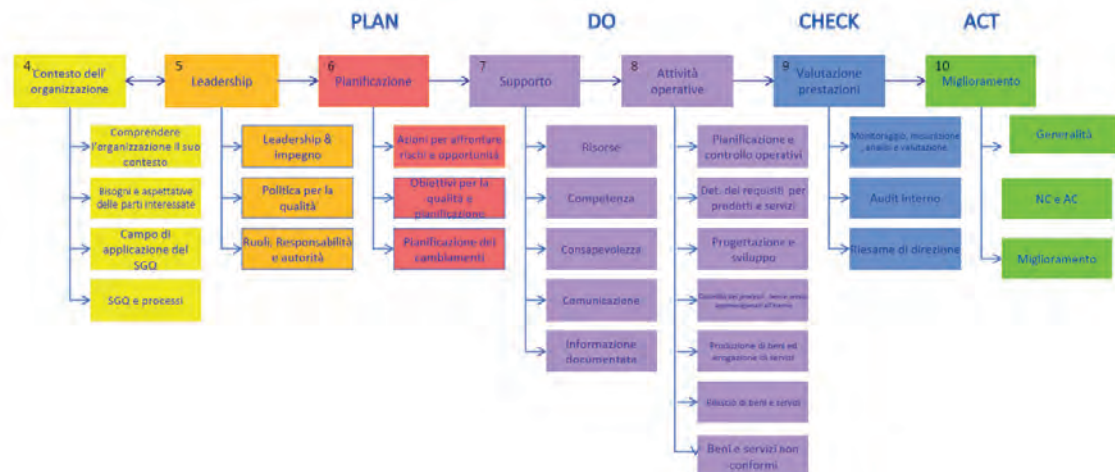 PLAN
DO
CHECK
ACT
4
Contesto dell'
organizzazione
5
Leadership
6
Pianificazione
7
Supporto
8
Attività
operative
9
Valutazione
prestazioni
10
Miglioramento
Comprendere
l'organizzazione il suo
contesto
Bisogni e aspettative
delle parti interessate
Campo di
applicazione del
SGQ
SGQ e processi
Leadership &
impegno
Politica per la
qualità
Ruoli, Responsabilità
e autorità
Azioni per affrontare
rischi e opportunità
Obiettivi per la
qualità e
pianificazione
Pianificazione dei
cambiamenti
Risorse
Competenza
Consapevolezza
Comunicazione
Informazione
documentata
Pianificazione e
controllo operativi
Det. dei requisiti per
prodotti e servizi
Progettazione e
sviluppo
Produzione di beni ed
erogazione di servizi
Rilascio di beni e servizi
Beni e servizi non
conformi
Monitoraggio, misurazione
, analisi e valutazione
Audit interno
Riesame di direzione
Generalità
NC e AC
Miglioramento